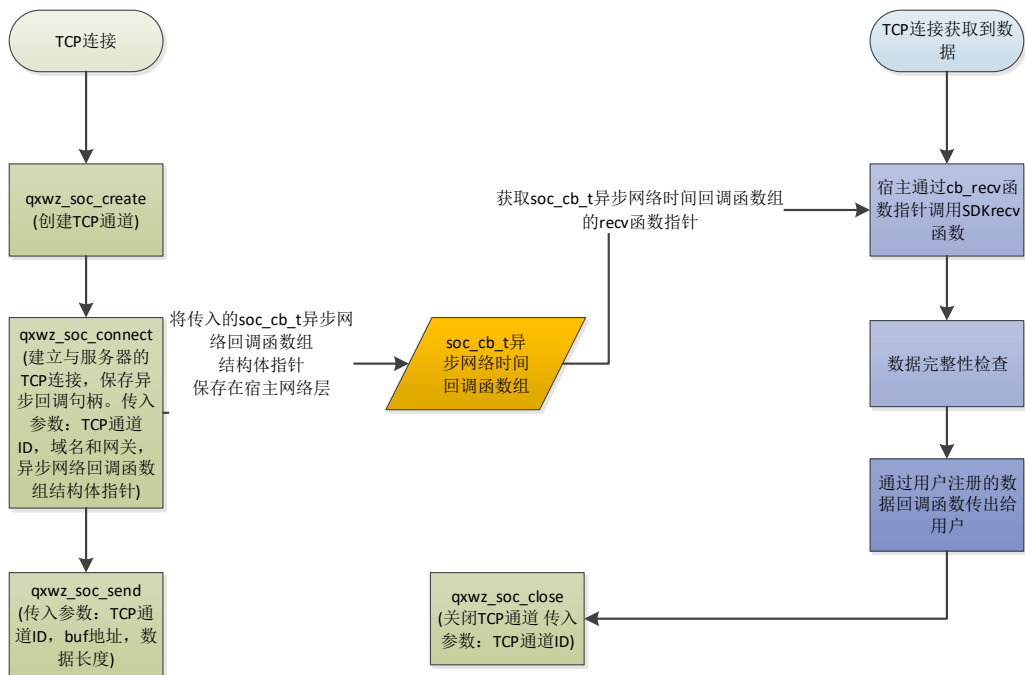 TCP连接
qxwz_soc_create
(创建TCP通道)
qxwz_soc_connect
(建立与服务器的
TCP连接，保存异
步回调句柄。传入
参数：TCP通道
ID，域名和网关，
异步网络回调函数
组结构体指针)
qxwz_soc_send
(传入参数：TCP通
道ID，buf地址，数
据长度)
将传入的soc_cb_t异步网
络回调函数组
结构体指针
保存在宿主网络层
soc_cb_t异
步网络时间
回调函数组
获取soc_cb_t异步网络时间回调函数组
的recv函数指针
TCP连接获取到数
据
宿主通过cb_recv函
数指针调用SDKrecv
函数
数据完整性检查
通过用户注册的数
据回调函数传出给
用户
qxwz_soc_close
(关闭TCP通道 传入
参数：TCP通道ID)